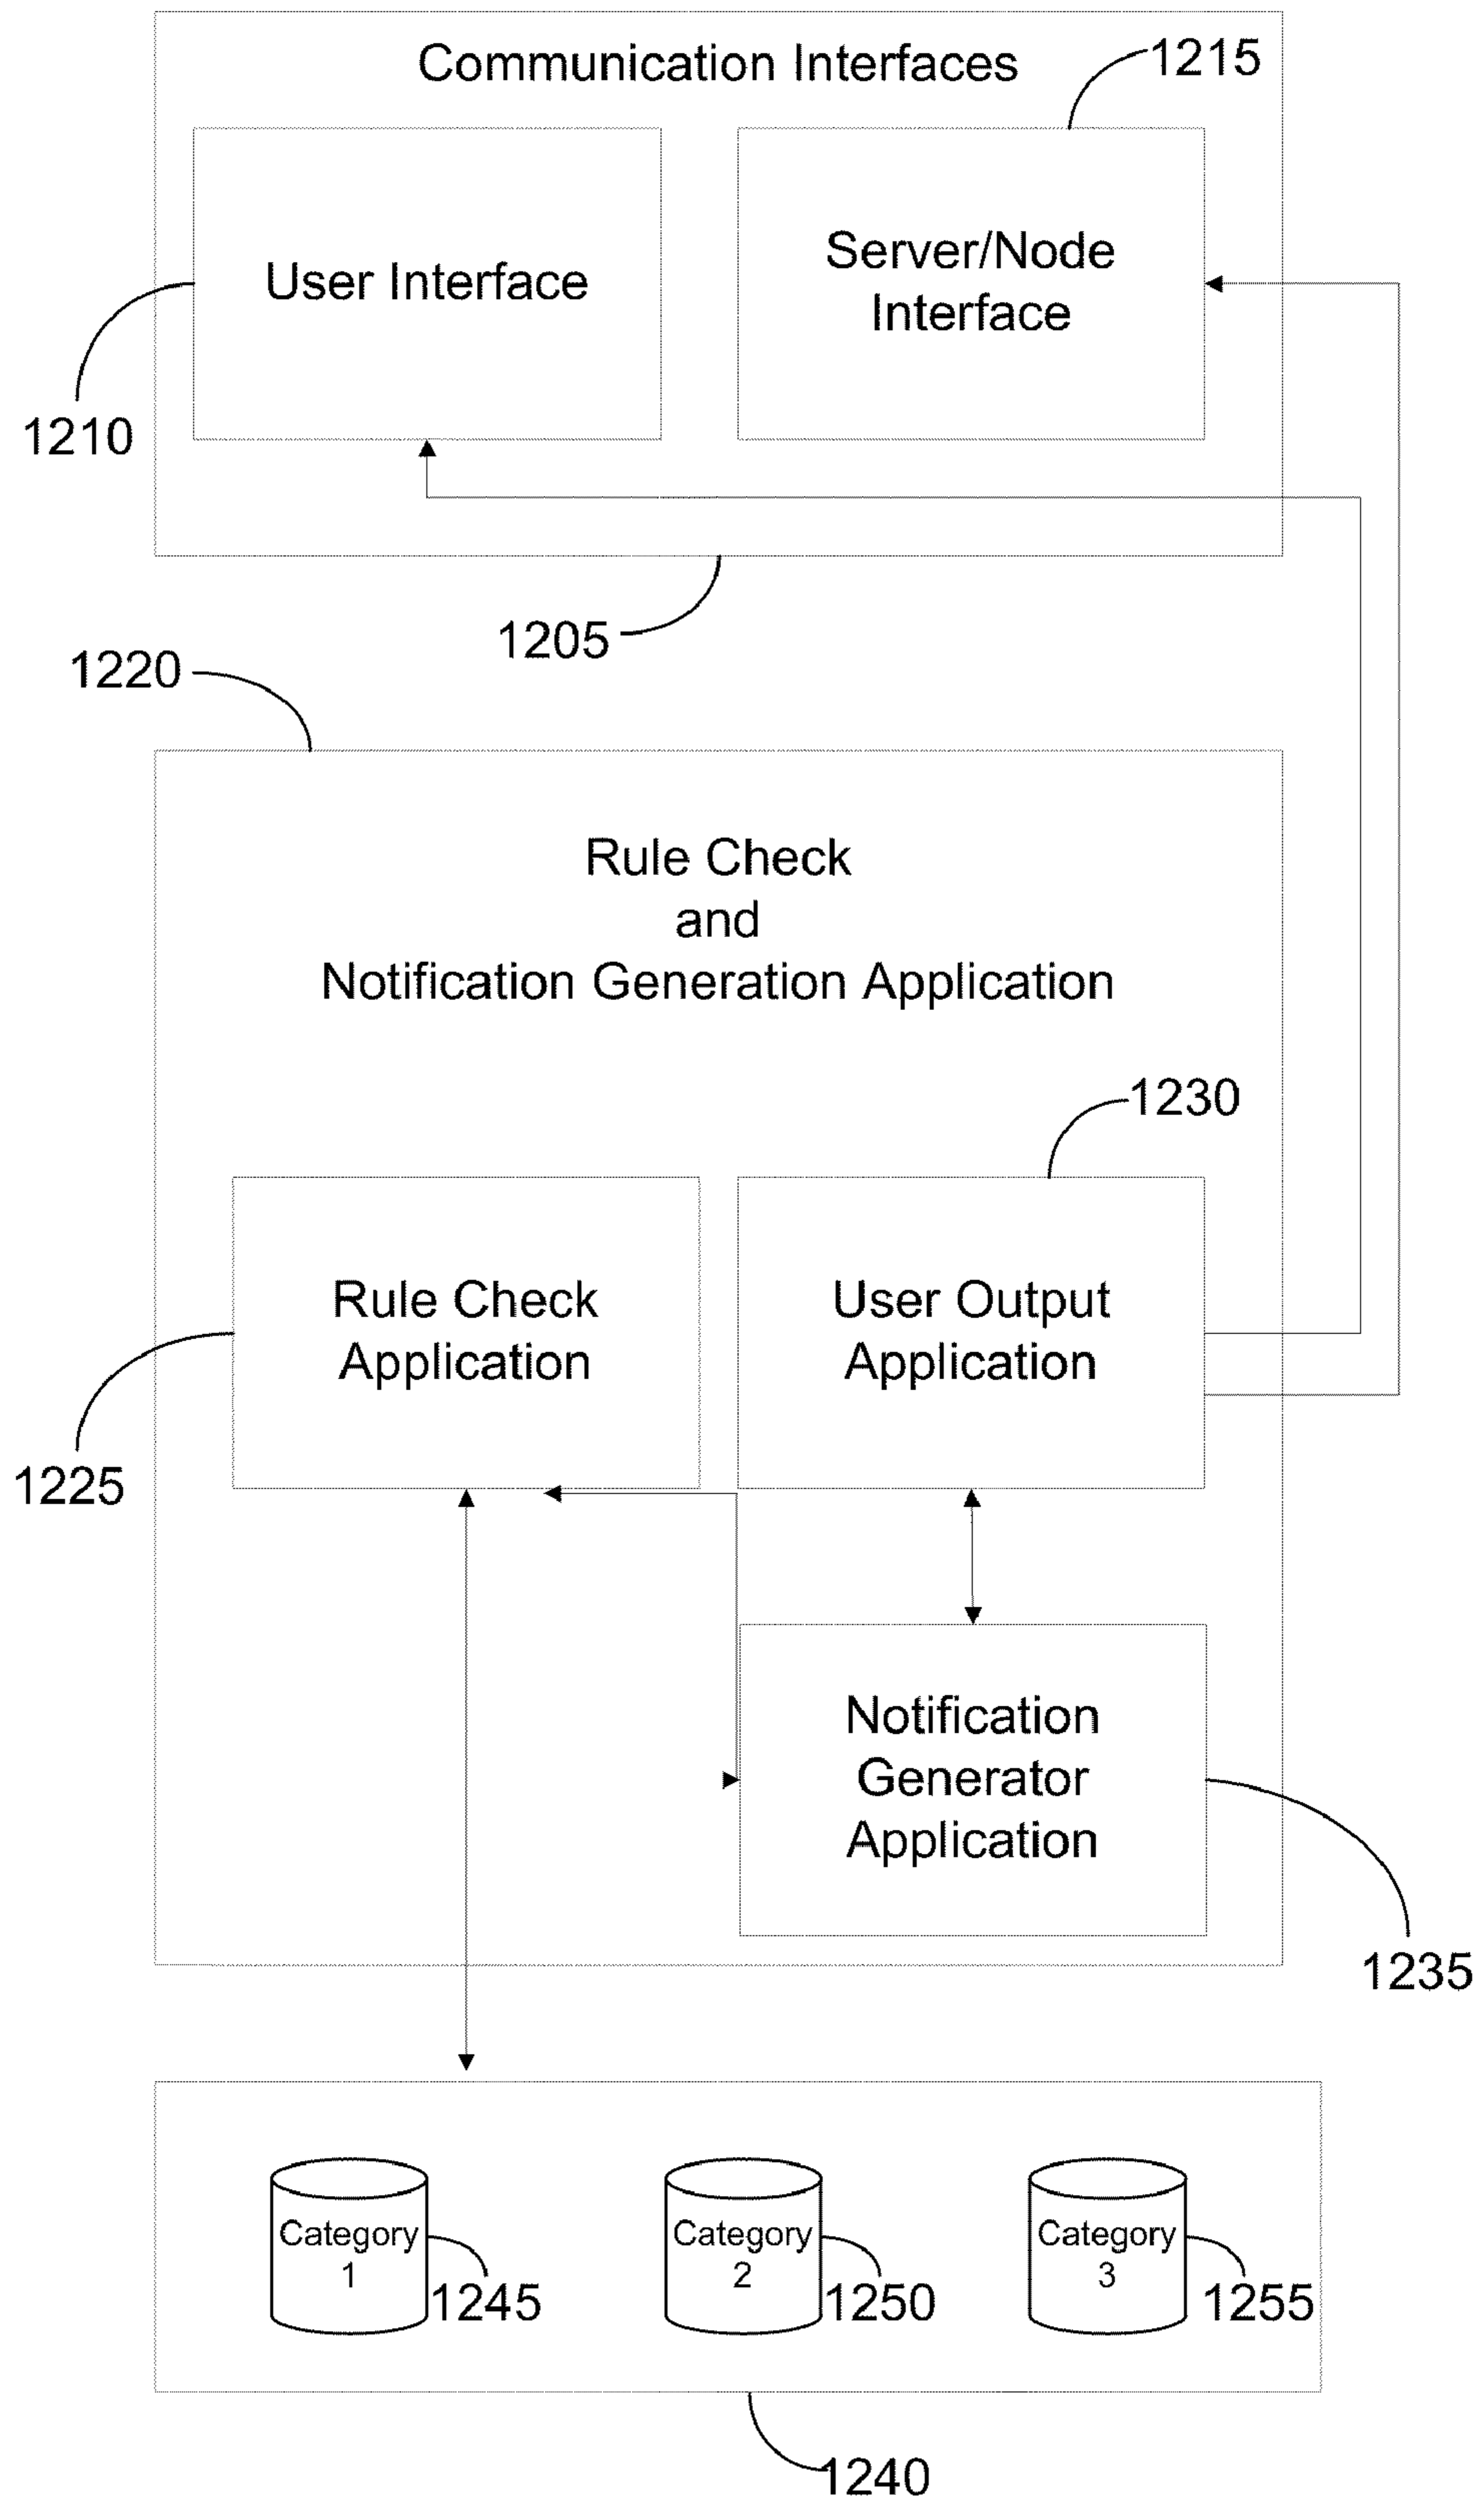 Communication Interfaces
1215
User Interface
Server/Node
Interface
1210
1205
1220
Rule Check
and
Notification Generation Application
1230
Rule Check
Application
User Output
Application
1225
Notification
Generator
Application
1235
Category
1
1245
Category
2
1250
Category
3
1255
1240